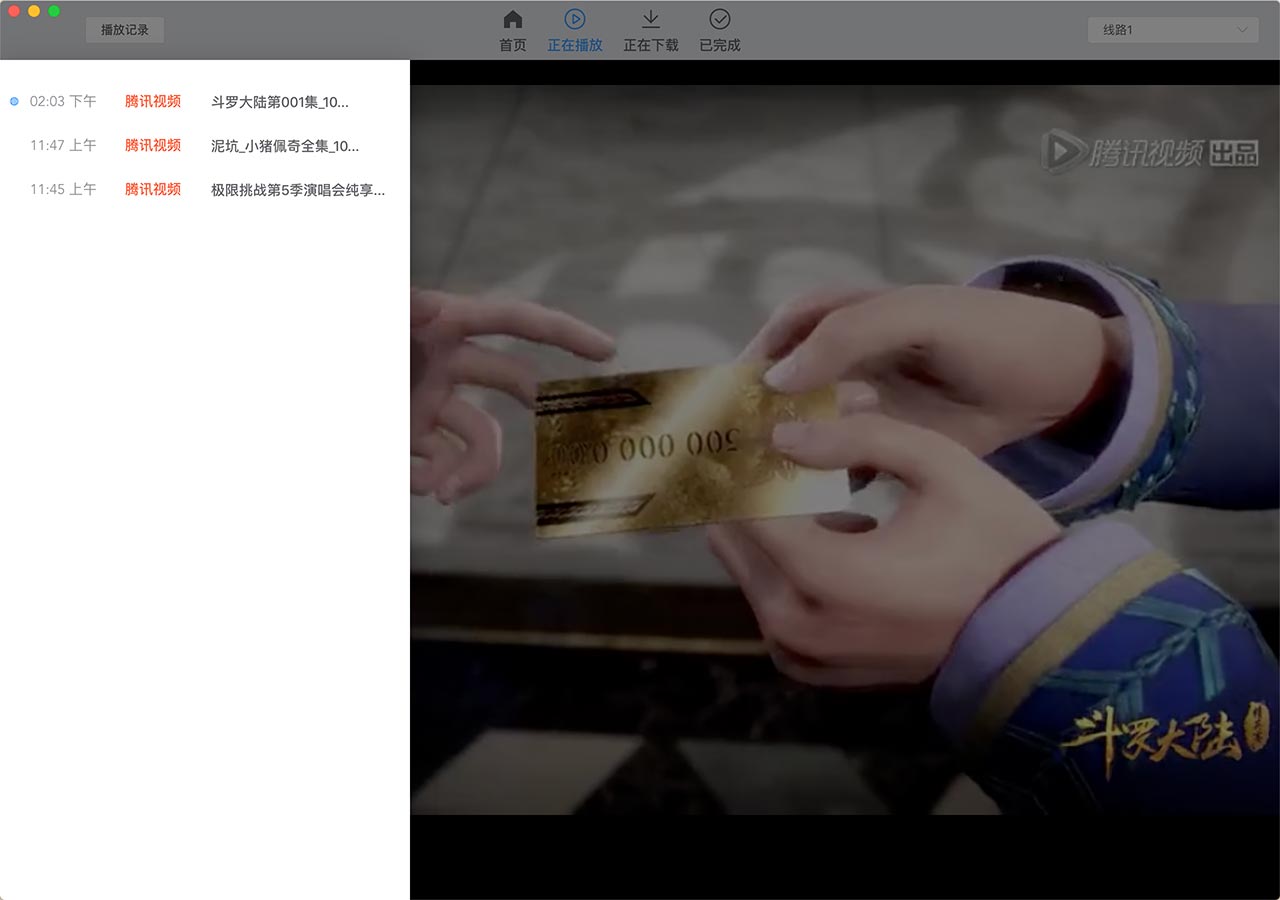 播放记录
首页
正在播放
正在下载
已完成
线路1
02:03 下午 腾讯视频 斗罗大陆第001集_10...
11:47 上午 腾讯视频 泥坑_小猪佩奇全集_10...
11:45 上午 腾讯视频 极限挑战第5季演唱会纯享...
腾讯视频 出品
500 000 000
斗罗大陆